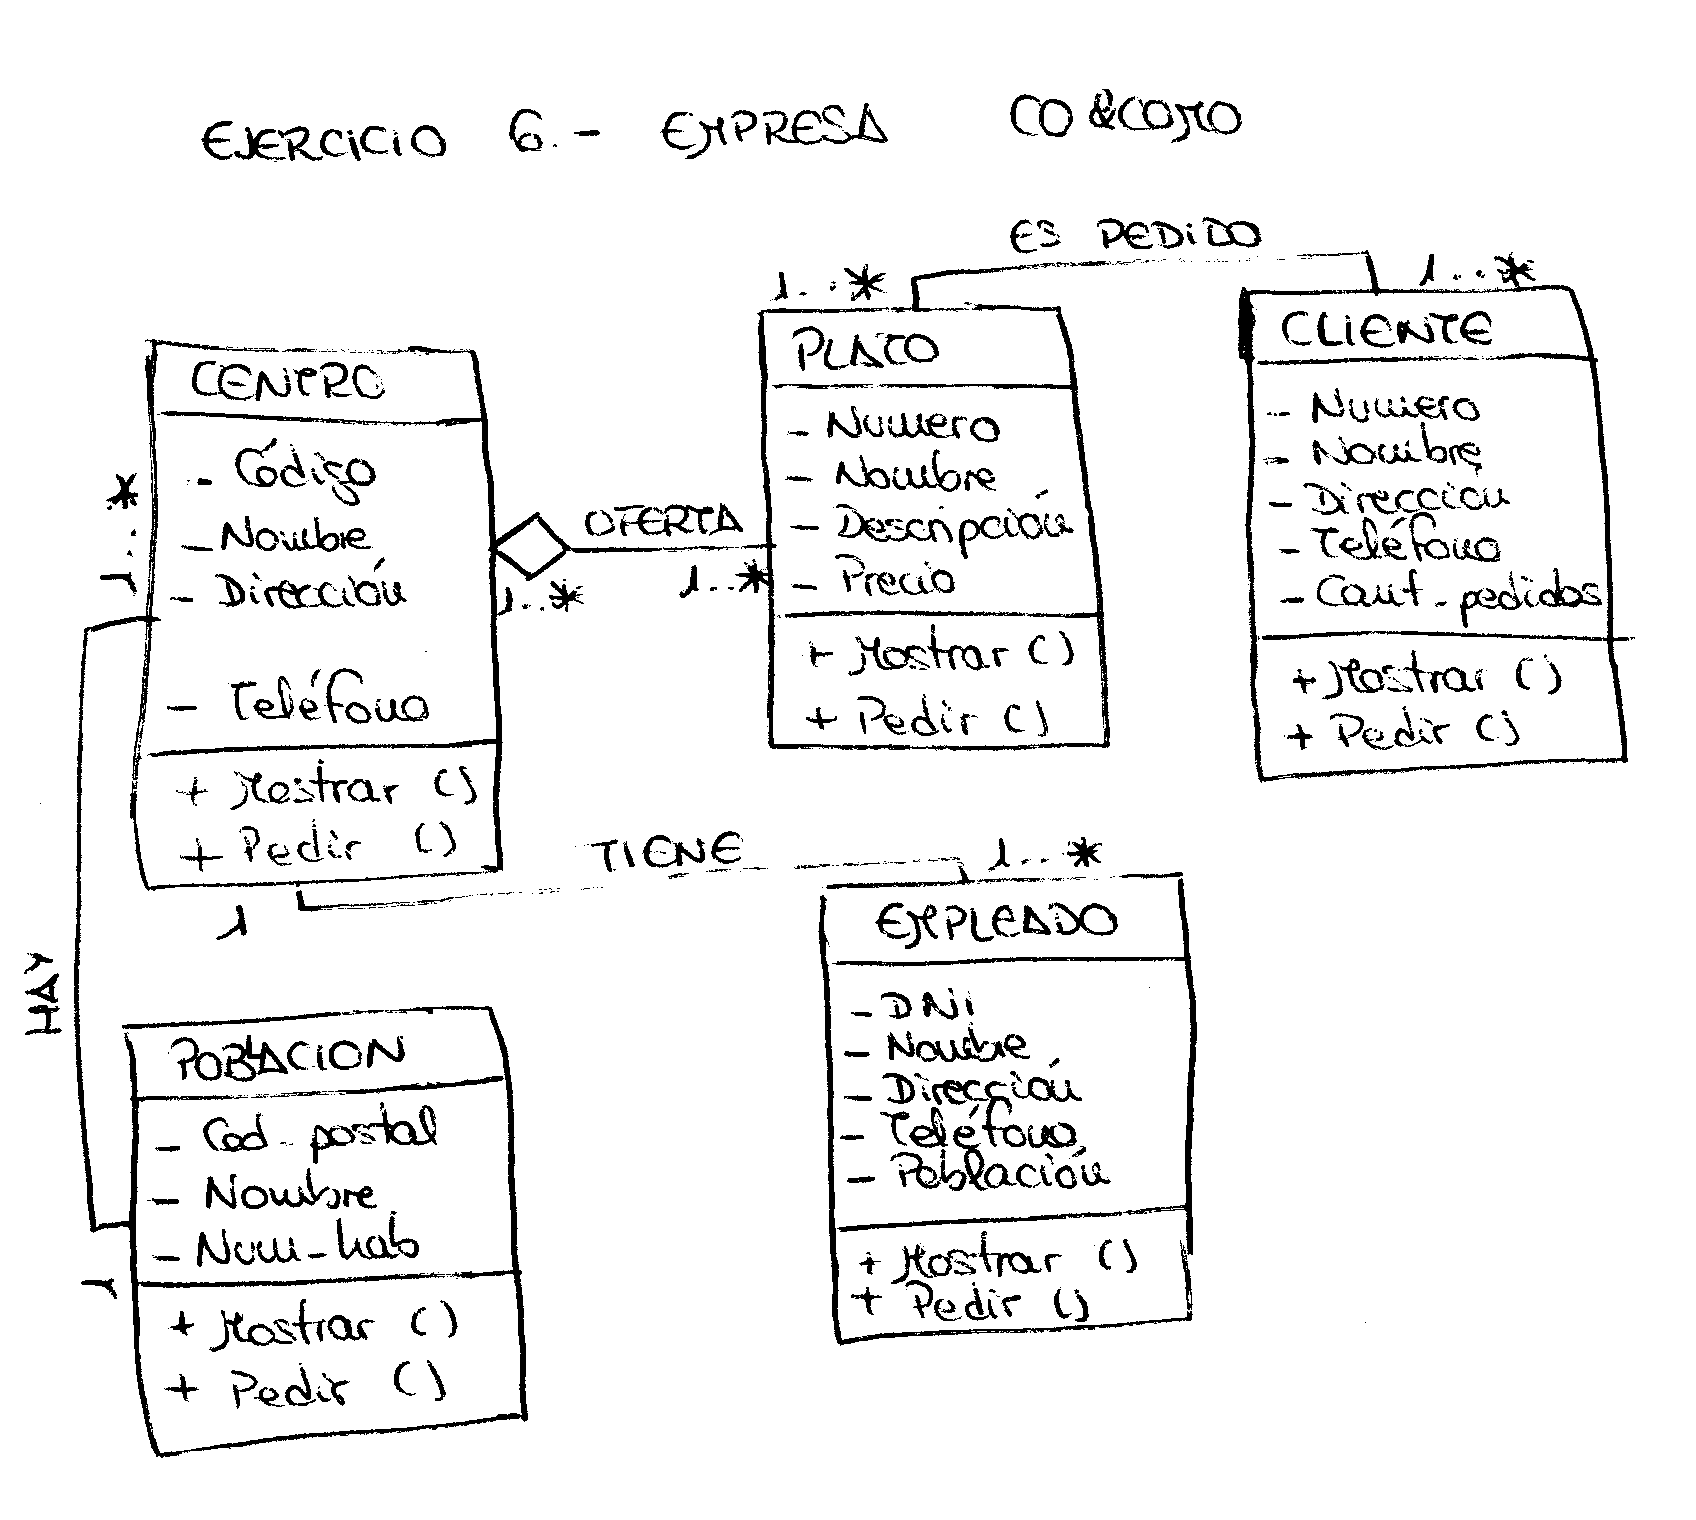 EJERCICIO 6.- EMPRESA CO&COMO
ES PEDIDO
1..*
1..*
PLATO
- Numero
- Nombre
- Descripción
- Precio
+ Mostrar ()
+ Pedir ()
CLIENTE
- Numero
- Nombre
- Dirección
- Teléfono
- Cant_pedidos
+ Mostrar ()
+ Pedir ()
CENTRO
- Código
- Nombre
- Dirección
- Teléfono
+ Mostrar ()
+ Pedir ()
1..*
OFERTA
1..*
1..*
TIENE
1
1..*
HAY
1
POBLACION
- Cod_postal
- Nombre
- Num_hab
+ Mostrar ()
+ Pedir ()
EMPLEADO
- DNI
- Nombre
- Dirección
- Teléfono
- Población
+ Mostrar ()
+ Pedir ()